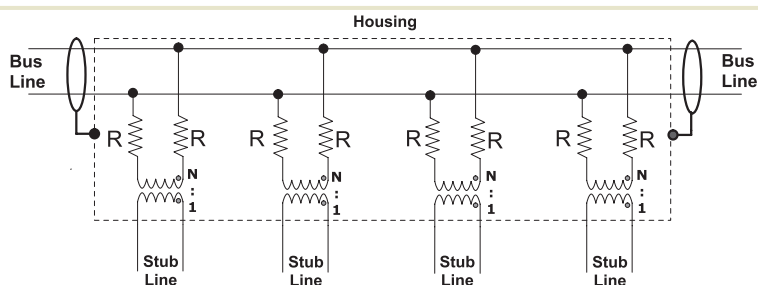 Housing
Bus
Line
Bus
Line
R R R R R R R R
N N N N
: : : :
1 1 1 1
Stub
Line
Stub
Line
Stub
Line
Stub
Line